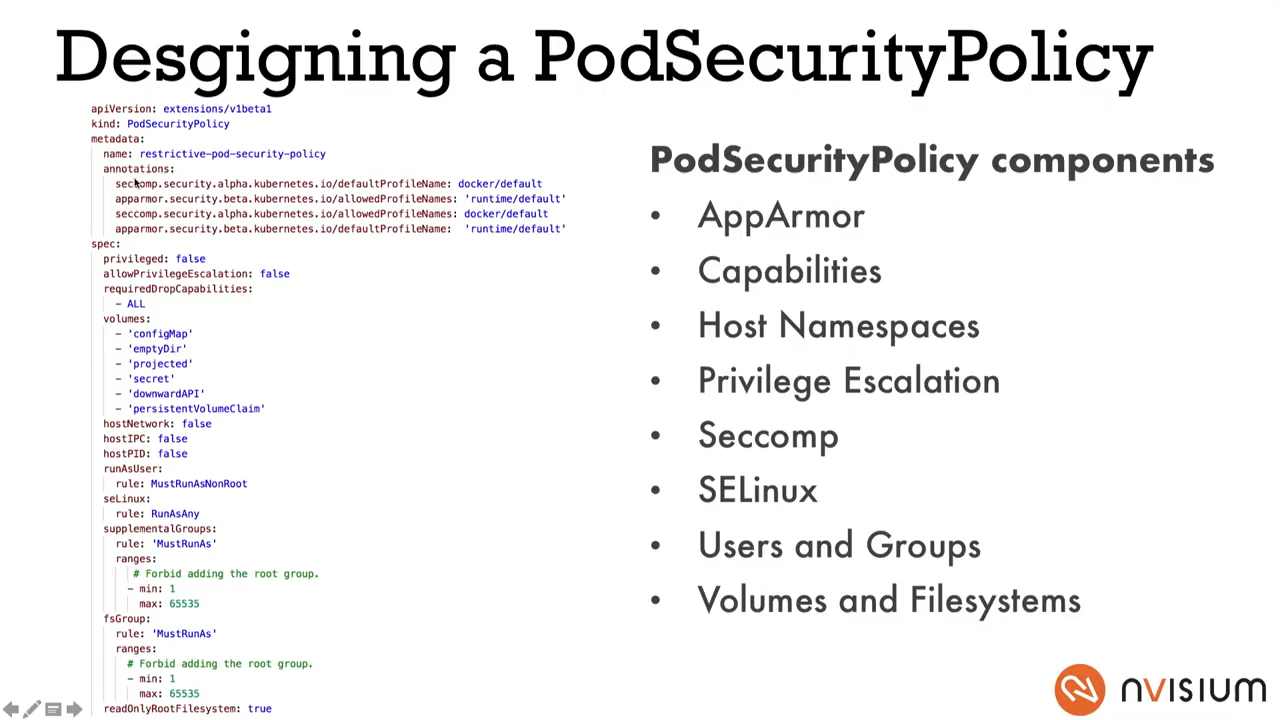 Desgigning a PodSecurityPolicy
apiVersion: extensions/v1beta1
kind: PodSecurityPolicy
metadata:
  name: restrictive-pod-security-policy
  annotations:
    seccomp.security.alpha.kubernetes.io/defaultProfileName: docker/default
    apparmor.security.beta.kubernetes.io/allowedProfileNames: 'runtime/default'
    seccomp.security.alpha.kubernetes.io/allowedProfileNames: docker/default
    apparmor.security.beta.kubernetes.io/defaultProfileName:  'runtime/default'
spec:
  privileged: false
  allowPrivilegeEscalation: false
  requiredDropCapabilities:
    - ALL
  volumes:
    - 'configMap'
    - 'emptyDir'
    - 'projected'
    - 'secret'
    - 'downwardAPI'
    - 'persistentVolumeClaim'
  hostNetwork: false
  hostIPC: false
  hostPID: false
  runAsUser:
    rule: MustRunAsNonRoot
  seLinux:
    rule: RunAsAny
  supplementalGroups:
    rule: 'MustRunAs'
    ranges:
      # Forbid adding the root group.
      - min: 1
        max: 65535
  fsGroup:
    rule: 'MustRunAs'
    ranges:
      # Forbid adding the root group.
      - min: 1
        max: 65535
  readOnlyRootFilesystem: true
PodSecurityPolicy components
• AppArmor
• Capabilities
• Host Namespaces
• Privilege Escalation
• Seccomp
• SELinux
• Users and Groups
• Volumes and Filesystems
nVISIUM